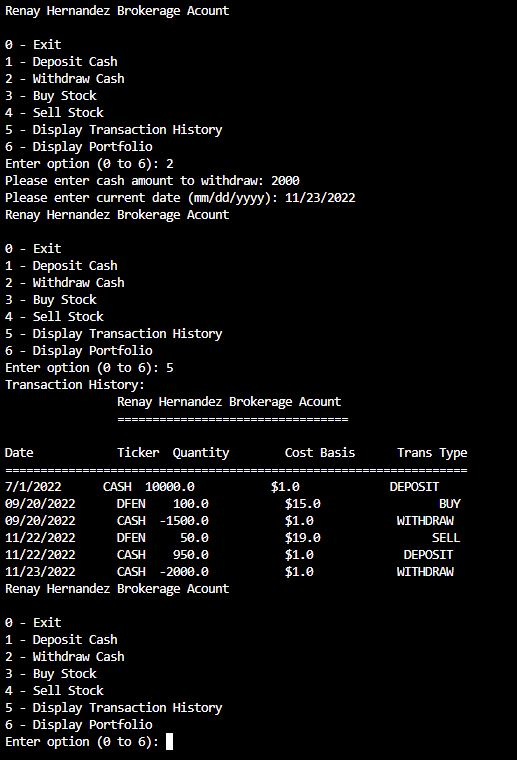 Renay Hernandez Brokerage Acount
0 - Exit
1 - Deposit Cash
2 - Withdraw Cash
3 - Buy Stock
4 - Sell Stock
5 - Display Transaction History
6 - Display Portfolio
Enter option (0 to 6): 2
Please enter cash amount to withdraw: 2000
Please enter current date (mm/dd/yyyy): 11/23/2022
Renay Hernandez Brokerage Acount
0 - Exit
1 - Deposit Cash
2 - Withdraw Cash
3 - Buy Stock
4 - Sell Stock
5 - Display Transaction History
6 - Display Portfolio
Enter option (0 to 6): 5
Transaction History:
Renay Hernandez Brokerage Acount
=================================
Date Ticker Quantity Cost Basis Trans Type
==================================================================
7/1/2022 CASH 10000.0 $1.0 DEPOSIT
09/20/2022 DFEN 100.0 $15.0 BUY
09/20/2022 CASH -1500.0 $1.0 WITHDRAW
11/22/2022 DFEN 50.0 $19.0 SELL
11/22/2022 CASH 950.0 $1.0 DEPOSIT
11/23/2022 CASH -2000.0 $1.0 WITHDRAW
Renay Hernandez Brokerage Acount
0 - Exit
1 - Deposit Cash
2 - Withdraw Cash
3 - Buy Stock
4 - Sell Stock
5 - Display Transaction History
6 - Display Portfolio
Enter option (0 to 6):